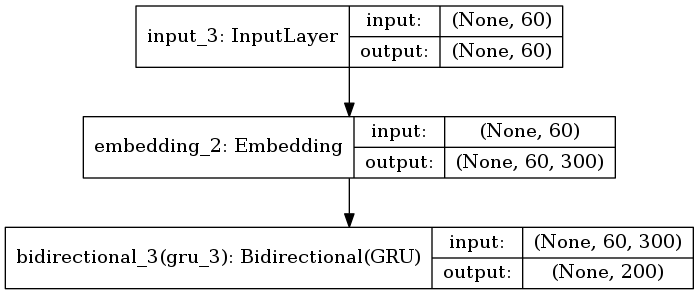 input_3: InputLayer
input: (None, 60)
output: (None, 60)
embedding_2: Embedding
input: (None, 60)
output: (None, 60, 300)
bidirectional_3(gru_3): Bidirectional(GRU)
input: (None, 60, 300)
output: (None, 200)